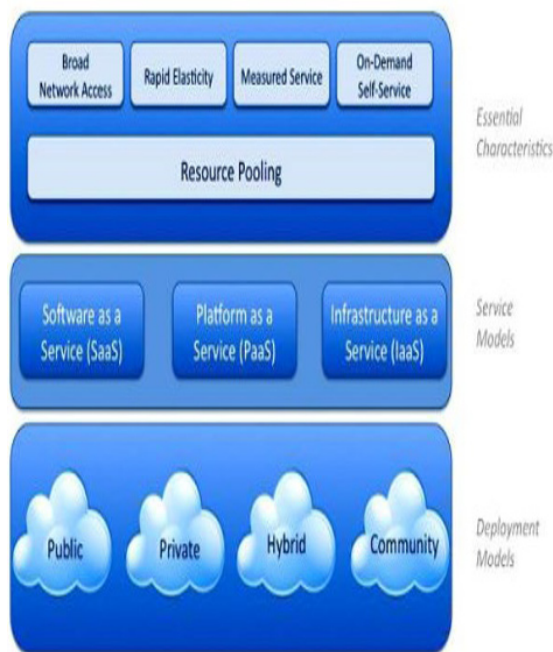 Broad
Network Access
Rapid Elasticity
Measured Service
On-Demand
Self-Service
Resource Pooling
Essential
Characteristics
Software as a
Service (SaaS)
Platform as a
Service (PaaS)
Infrastructure as a
Service (IaaS)
Service
Models
Public
Private
Hybrid
Community
Deployment
Models